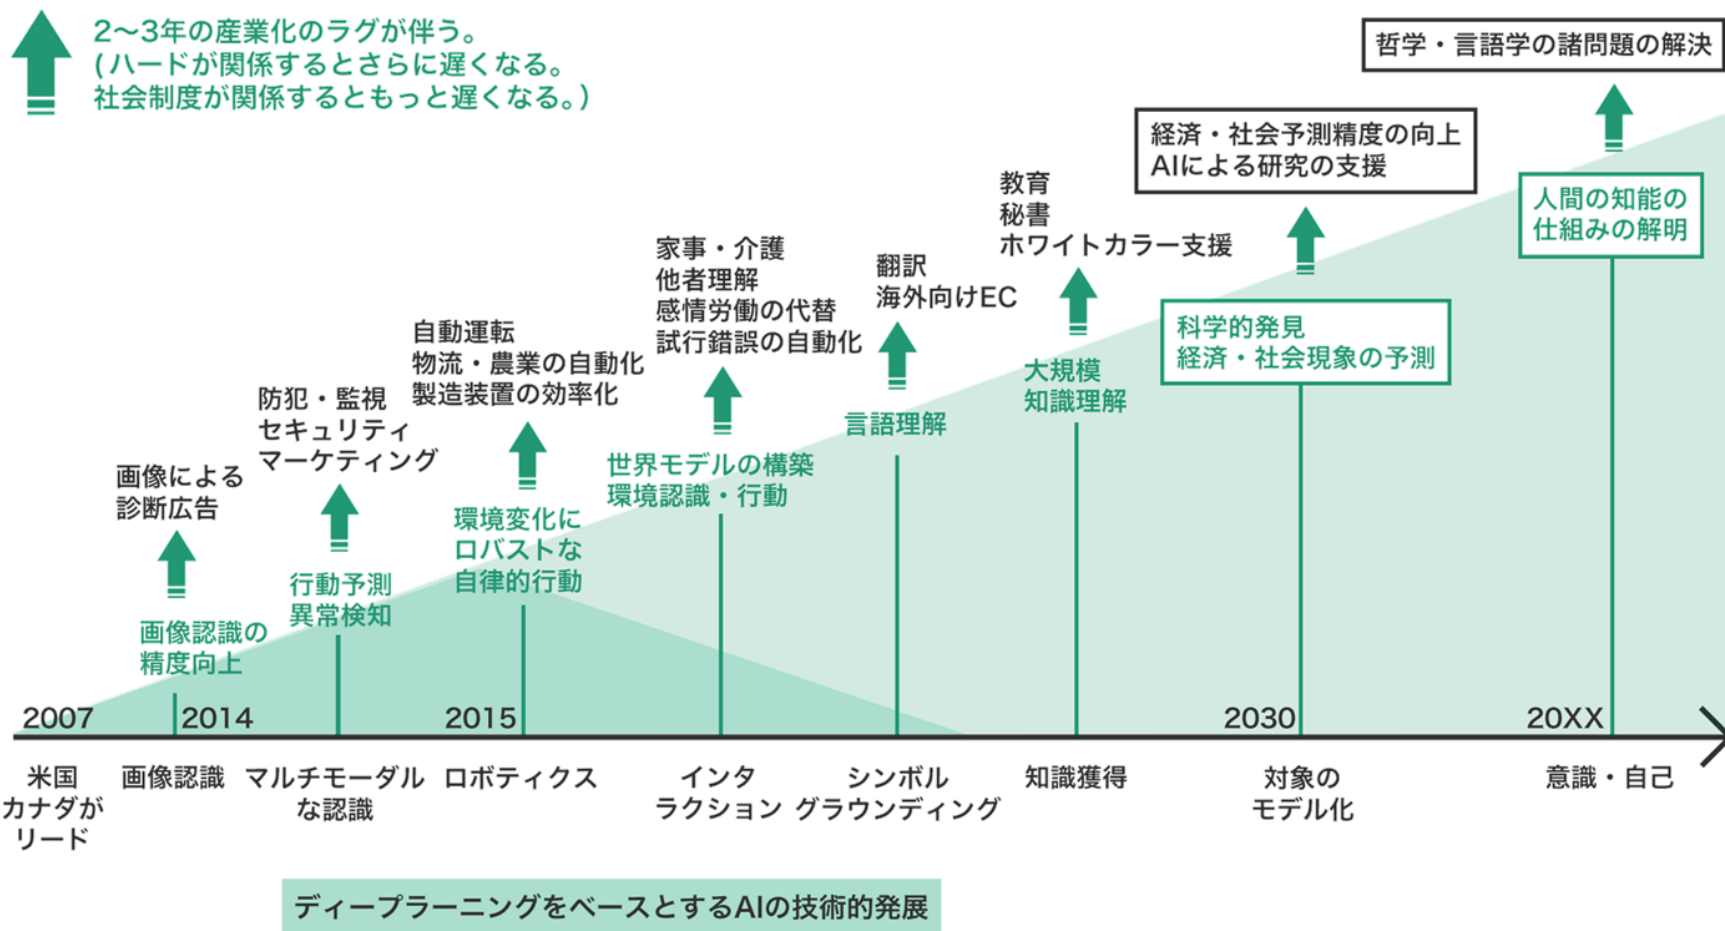 2〜3年の産業化のラグが伴う。
(ハードが関係するとさらに遅くなる。
社会制度が関係するともっと遅くなる。)
哲学・言語学の諸問題の解決
経済・社会予測精度の向上
AIによる研究の支援
人間の知能の
仕組みの解明
教育
秘書
ホワイトカラー支援
家事・介護
他者理解
感情労働の代替
試行錯誤の自動化
翻訳
海外向けEC
科学的発見
経済・社会現象の予測
自動運転
物流・農業の自動化
製造装置の効率化
大規模
知識理解
防犯・監視
セキュリティ
マーケティング
言語理解
画像による
診断広告
世界モデルの構築
環境認識・行動
環境変化に
ロバストな
自律的行動
行動予測
異常検知
画像認識の
精度向上
2007
2014
2015
2030
20XX
米国
カナダが
リード
画像認識
マルチモーダル
な認識
ロボティクス
インタ
ラクション
シンボル
グラウンディング
知識獲得
対象の
モデル化
意識・自己
ディープラーニングをベースとするAIの技術的発展